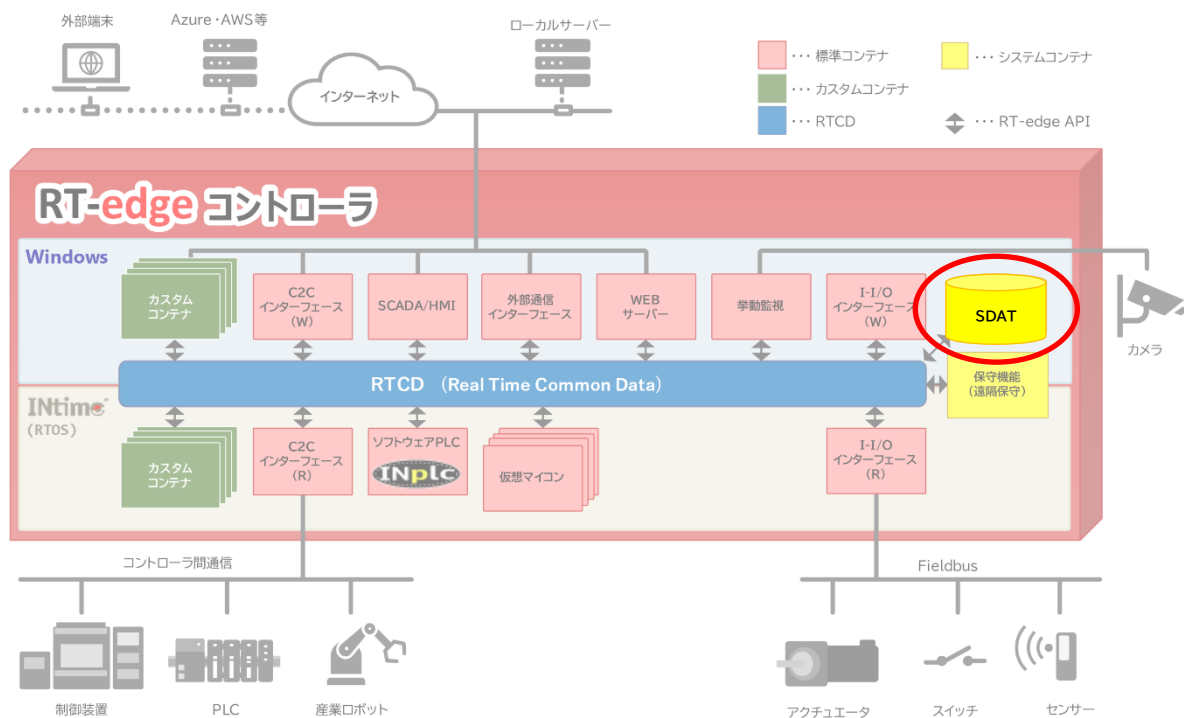 外部端末
Azure・AWS等
ローカルサーバー
インターネット
・・・標準コンテナ
・・・システムコンテナ
・・・カスタムコンテナ
・・・RTCD
・・・RT-edge API
RT-edge コントローラ
Windows
カスタム
コンテナ
C2C
インターフェース
(W)
SCADA/HMI
外部通信
インターフェース
WEB
サーバー
挙動監視
I-I/O
インターフェース
(W)
SDAT
カメラ
RTCD (Real Time Common Data)
保守機能
(遠隔保守)
INtime
(RTOS)
カスタム
コンテナ
C2C
インターフェース
(R)
ソフトウェアPLC
INplc
仮想マイコン
I-I/O
インターフェース
(R)
コントローラ間通信
Fieldbus
制御装置
PLC
産業ロボット
アクチュエータ
スイッチ
センサー